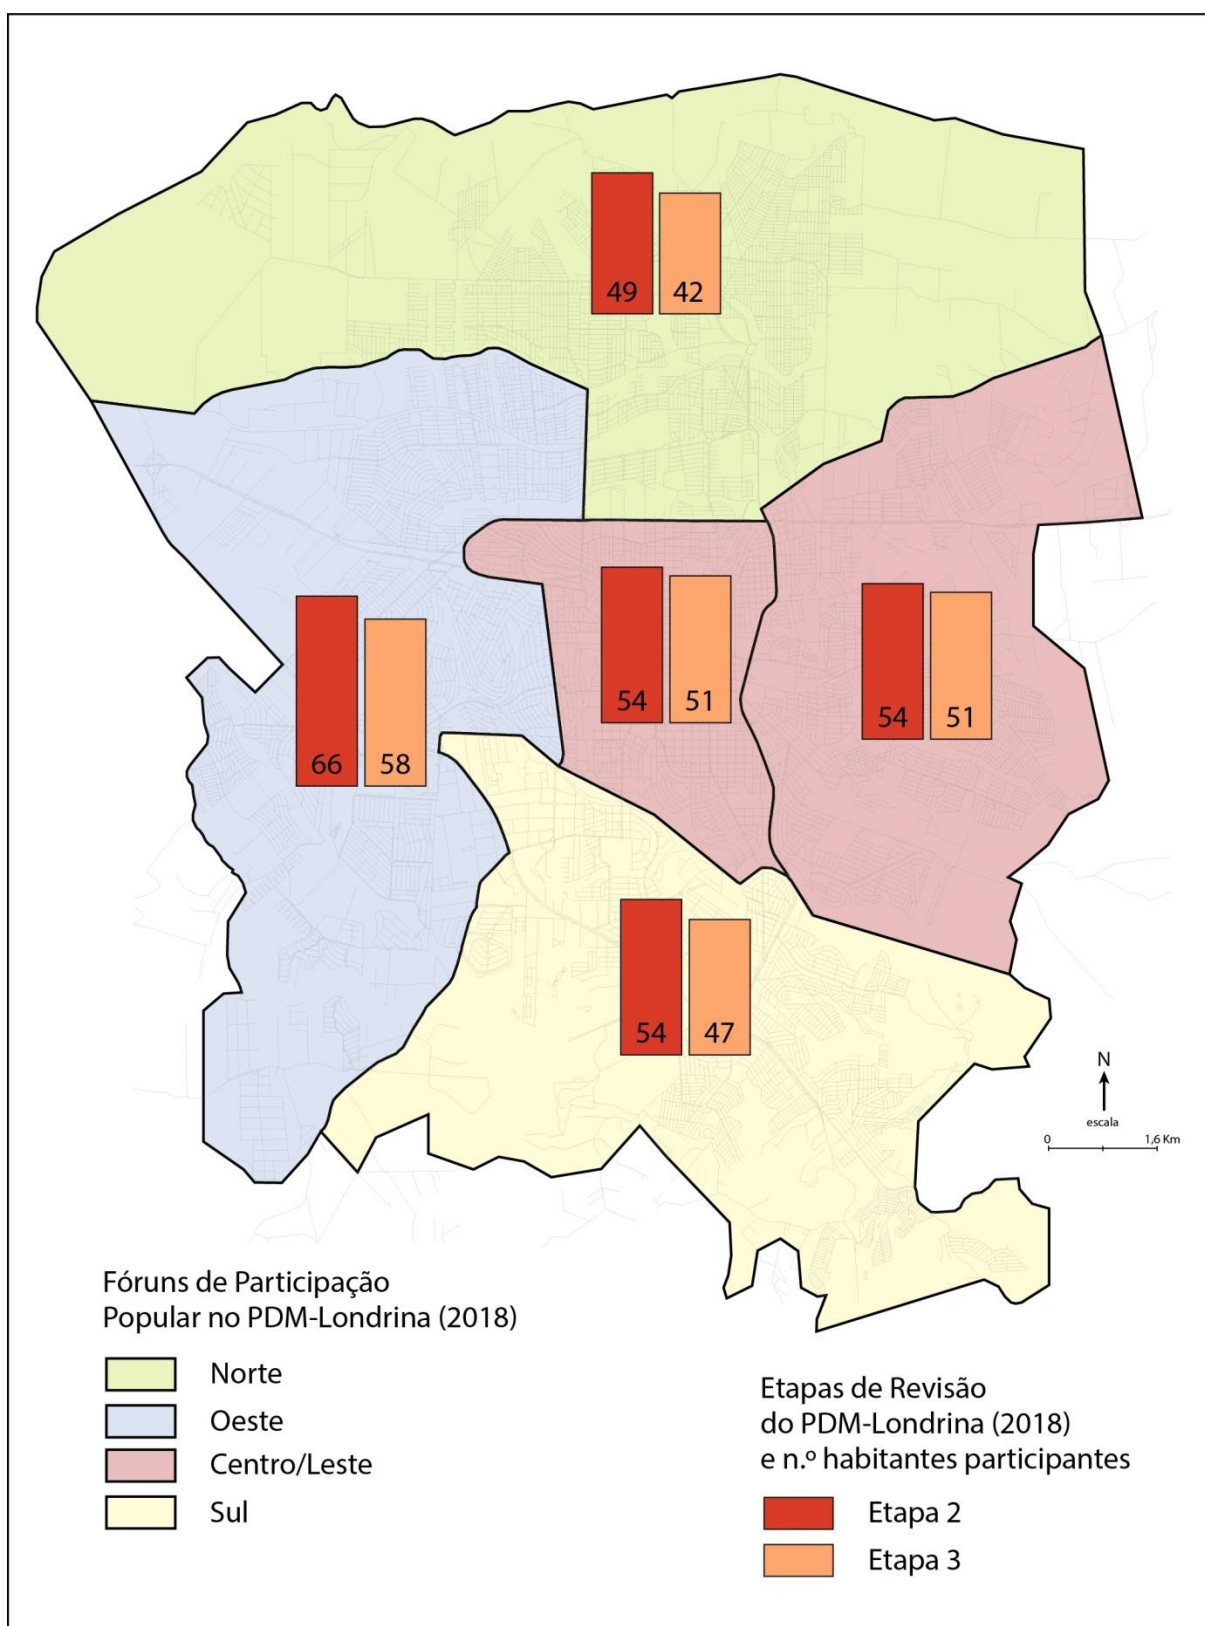 49 42
54 51
54 51
66 58
54 47
N
escala
0 1,6 Km
Fóruns de Participação
Popular no PDM-Londrina (2018)
Norte
Oeste
Centro/Leste
Sul
Etapas de Revisão
do PDM-Londrina (2018)
e n.º habitantes participantes
Etapa 2
Etapa 3